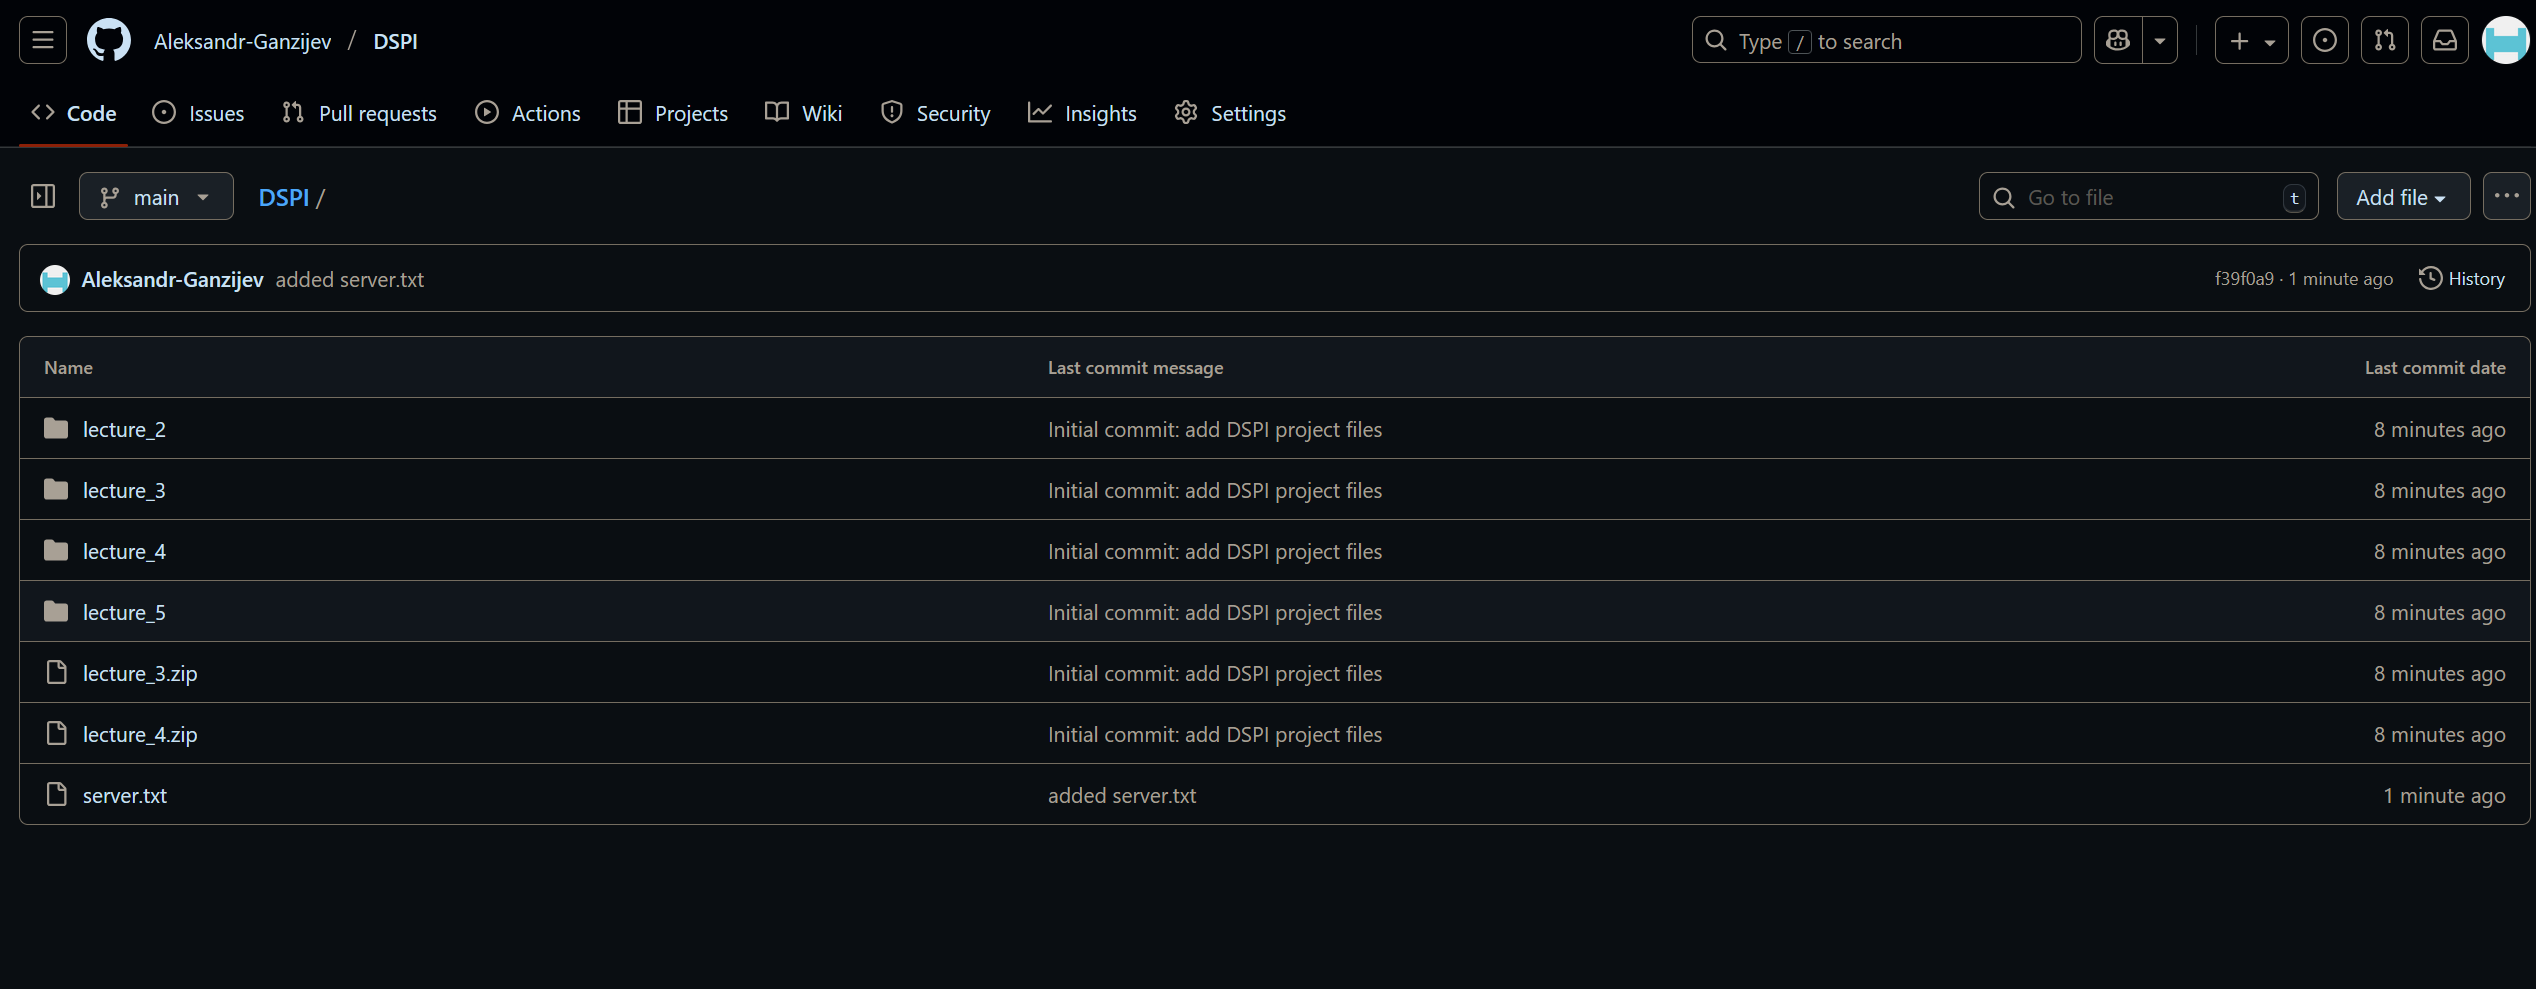 Aleksandr-Ganzijev / DSPI
Type / to search
Code Issues Pull requests Actions Projects Wiki Security Insights Settings
main DSPI / Go to file t Add file
Aleksandr-Ganzijev added server.txt f39f0a9 · 1 minute ago History
Name Last commit message Last commit date
lecture_2 Initial commit: add DSPI project files 8 minutes ago
lecture_3 Initial commit: add DSPI project files 8 minutes ago
lecture_4 Initial commit: add DSPI project files 8 minutes ago
lecture_5 Initial commit: add DSPI project files 8 minutes ago
lecture_3.zip Initial commit: add DSPI project files 8 minutes ago
lecture_4.zip Initial commit: add DSPI project files 8 minutes ago
server.txt added server.txt 1 minute ago